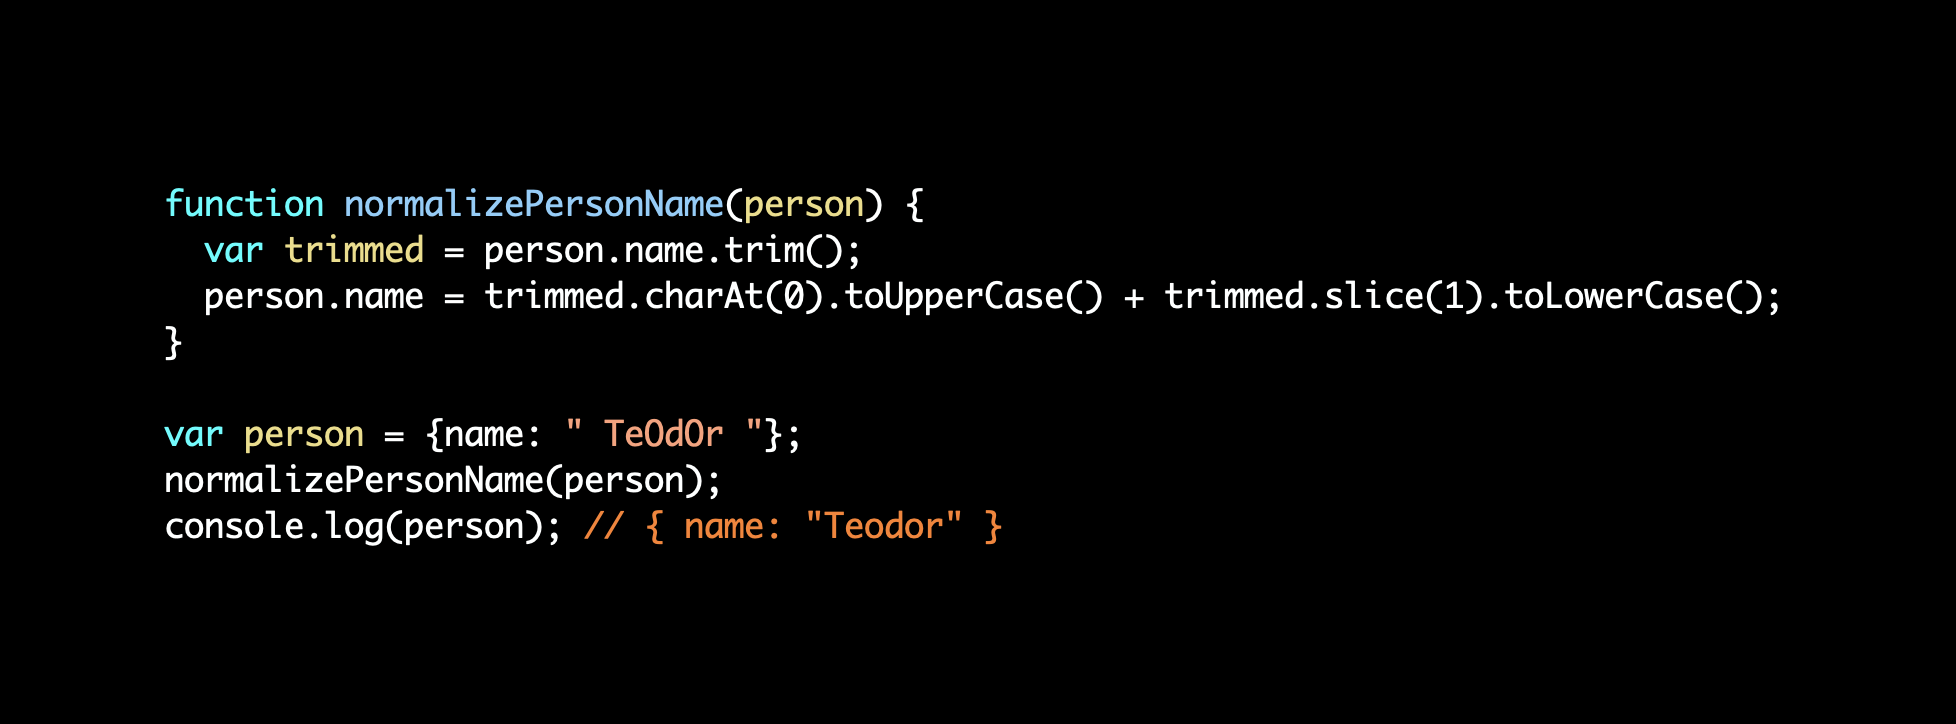 function normalizePersonName(person) {
  var trimmed = person.name.trim();
  person.name = trimmed.charAt(0).toUpperCase() + trimmed.slice(1).toLowerCase();
}

var person = {name: " TeOdOr "};
normalizePersonName(person);
console.log(person); // { name: "Teodor" }